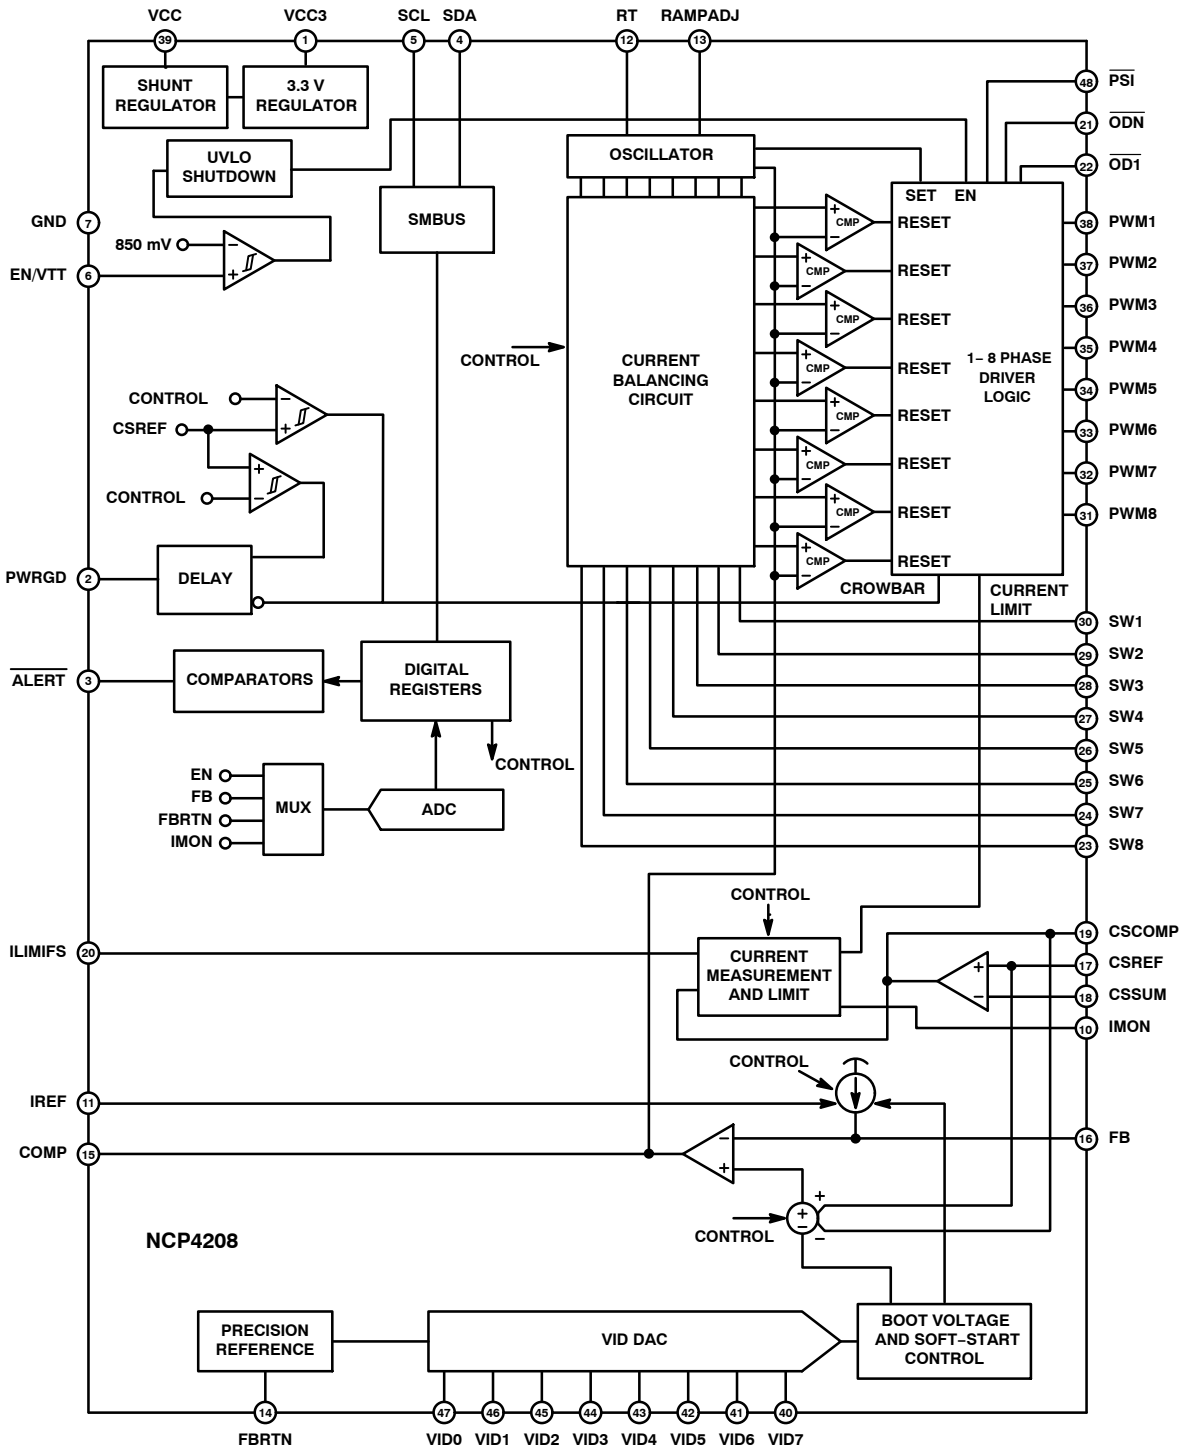 VCC VCC3 SCL SDA RT RAMPADJ
39 1 5 4 12 13
SHUNT
REGULATOR
3.3 V
REGULATOR
48 PSI
21 ODN
22 OD1
UVLO
SHUTDOWN
OSCILLATOR
SMBUS
SET EN
GND 7
850 mV
−
+
EN/VTT 6
+
−
CMP
RESET
+
−
CMP
RESET
+
−
CMP
RESET
+
−
CMP
RESET
+
−
CMP
RESET
+
−
CMP
RESET
+
−
CMP
RESET
+
−
CMP
RESET
38 PWM1
37 PWM2
36 PWM3
35 PWM4
34 PWM5
33 PWM6
32 PWM7
31 PWM8
CONTROL
CURRENT
BALANCING
CIRCUIT
1– 8 PHASE
DRIVER
LOGIC
CONTROL
−
CSREF
+
+
CONTROL
−
PWRGD 2
DELAY
CROWBAR
CURRENT
LIMIT
30 SW1
29 SW2
28 SW3
27 SW4
26 SW5
25 SW6
24 SW7
23 SW8
ALERT 3
COMPARATORS
DIGITAL
REGISTERS
CONTROL
EN
FB
FBRTN
IMON
MUX
ADC
CONTROL
ILIMIFS 20
CURRENT
MEASUREMENT
AND LIMIT
+
−
19 CSCOMP
17 CSREF
18 CSSUM
10 IMON
CONTROL
IREF 11
COMP 15
−
+
16 FB
+
+
−
−
CONTROL
NCP4208
PRECISION
REFERENCE
VID DAC
BOOT VOLTAGE
AND SOFT−START
CONTROL
14 47 46 45 44 43 42 41 40
FBRTN VID0 VID1 VID2 VID3 VID4 VID5 VID6 VID7